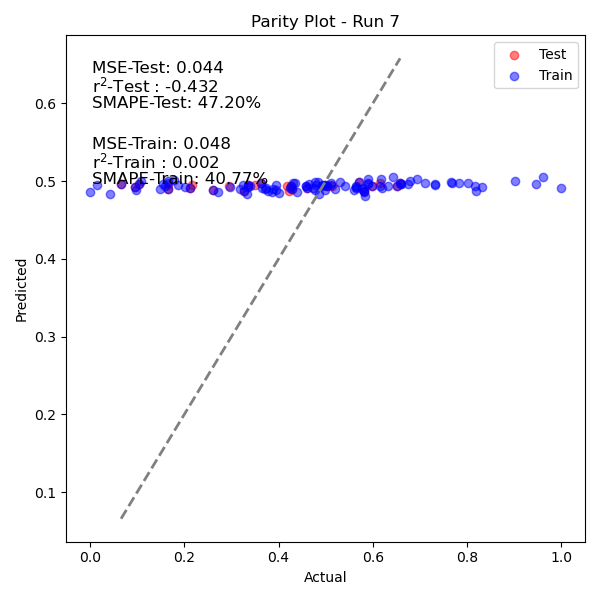 Parity Plot - Run 7
MSE-Test: 0.044
r²-Test : -0.432
SMAPE-Test: 47.20%
MSE-Train: 0.048
r²-Train : 0.002
SMAPE-Train: 40.77%
Test
Train
Predicted
0.6
0.5
0.4
0.3
0.2
0.1
0.0 0.2 0.4 0.6 0.8 1.0
Actual